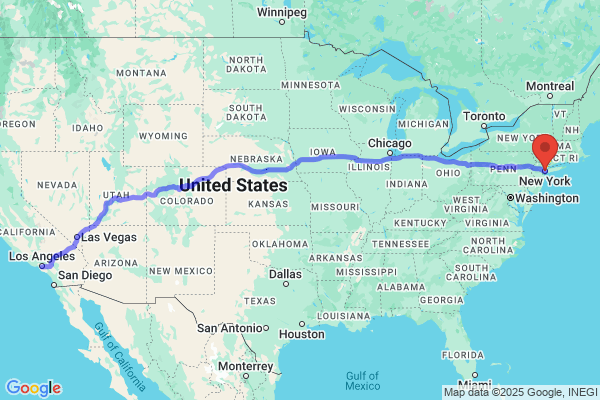 Winnipeg
NORTH
DAKOTA
MONTANA
MINNESOTA
Montreal
OREGON
IDAHO
SOUTH
DAKOTA
WISCONSIN
Toronto
VT
NH
WYOMING
MICHIGAN
NEW YORK
MA
CT RI
IOWA
Chicago
NEBRASKA
NEVADA
UTAH
United States
COLORADO
ILLINOIS
INDIANA
OHIO
PENN
New York
KANSAS
MISSOURI
WEST
VIRGINIA
Washington
CALIFORNIA
Las Vegas
KENTUCKY
VIRGINIA
Los Angeles
ARIZONA
NEW MEXICO
OKLAHOMA
ARKANSAS
TENNESSEE
NORTH
CAROLINA
San Diego
Dallas
MISSISSIPPI
ALABAMA
SOUTH
CAROLINA
TEXAS
GEORGIA
LOUISIANA
San Antonio
Houston
Gulf of
California
FLORIDA
Monterrey
Gulf of
Mexico
Miami
Google
Map data ©2025 Google, INEGI